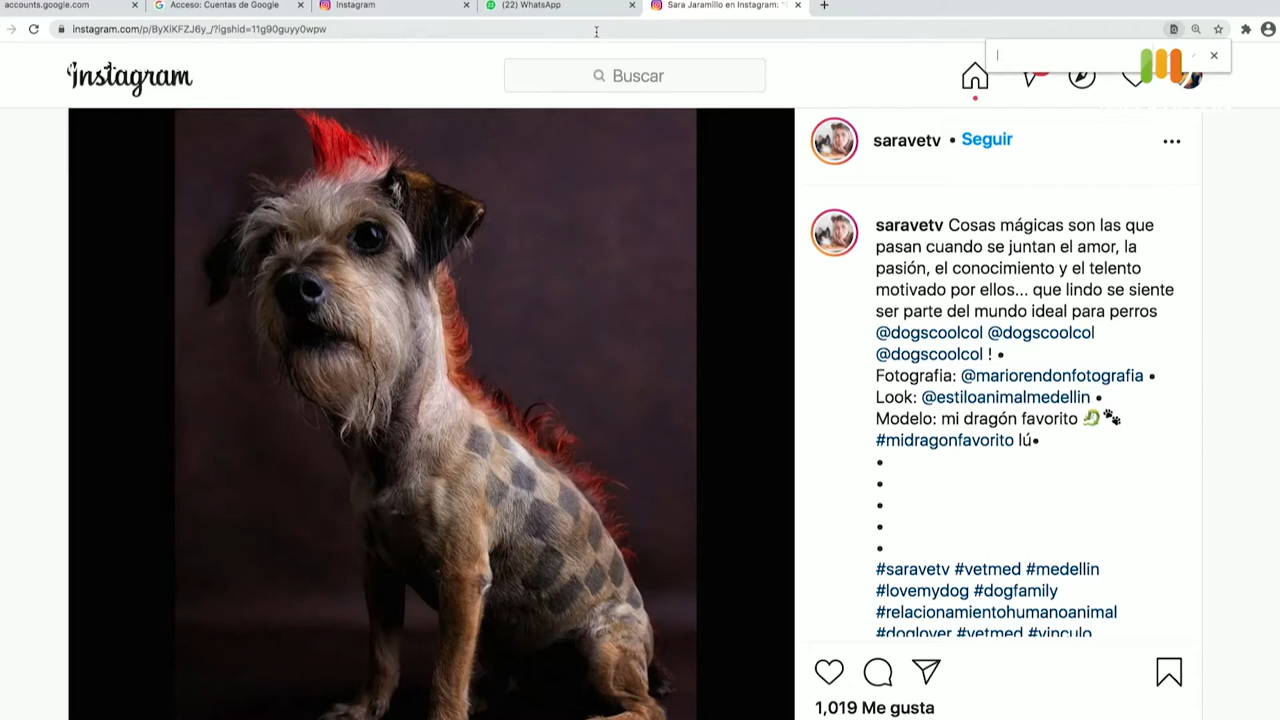 accounts.google.com
Acceso: Cuentas de Google
Instagram
(22) WhatsApp
Sara Jaramillo en Instagram: "
instagram.com/p/ByXiKFZJ6y_/?igshid=11g90guyy0wpw
Instagram
Buscar
saravetv • Seguir
saravetv Cosas mágicas son las que
pasan cuando se juntan el amor, la
pasión, el conocimiento y el telento
motivado por ellos... que lindo se siente
ser parte del mundo ideal para perros
@dogscoolcol @dogscoolcol
@dogscoolcol ! •
Fotografia: @mariorendonfotografia •
Look: @estiloanimalmedellin •
Modelo: mi dragón favorito 🐉🐾
#midragonfavorito lú•
•
•
•
•
•
#saravetv #vetmed #medellin
#lovemydog #dogfamily
#relacionamientohumanoanimal
#doglover #vetmed #vinculo
1,019 Me gusta